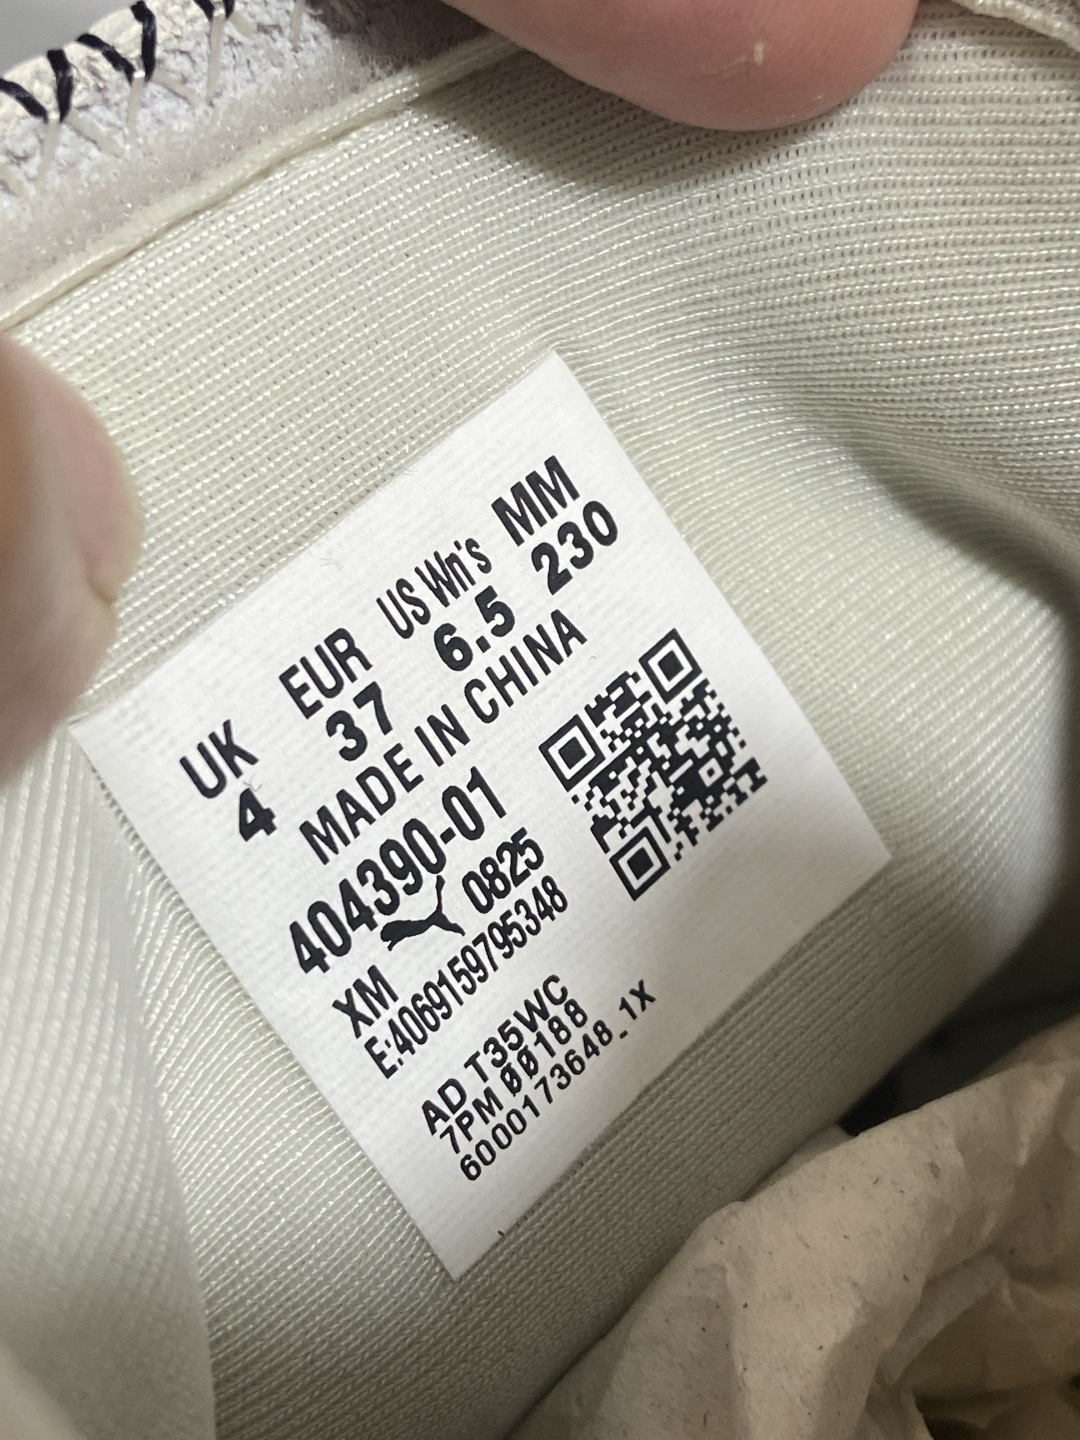 UK EUR US Wn's MM
4 37 6.5 230
MADE IN CHINA
404390-01
XM 0825
E:4069159795348
AD T35WC
7PM 00188
6000173648_1X